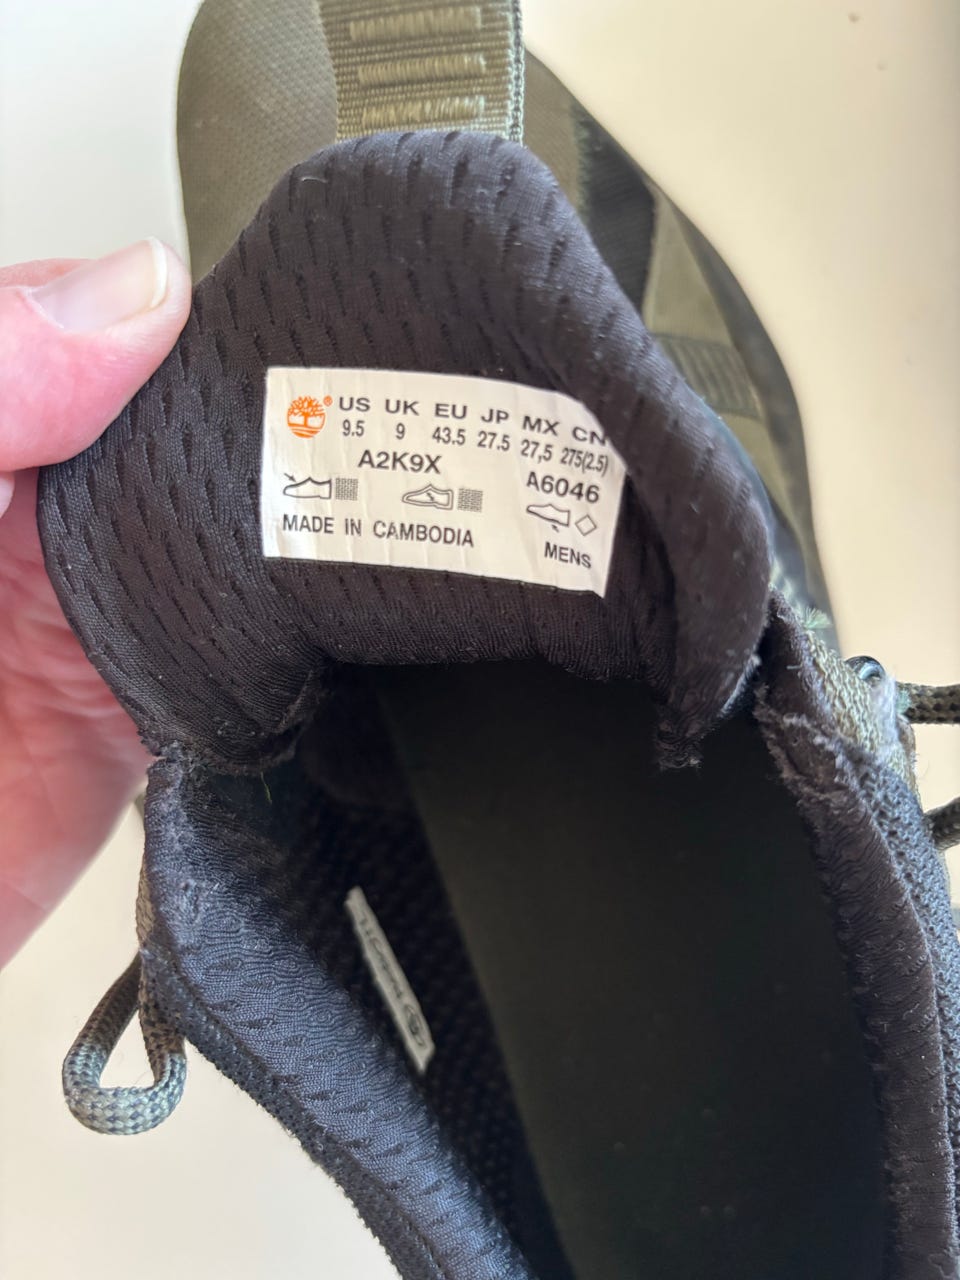 ® US UK EU JP MX CN
9.5 9 43.5 27.5 27,5 275(2.5)
A2K9X A6046
MADE IN CAMBODIA MENS